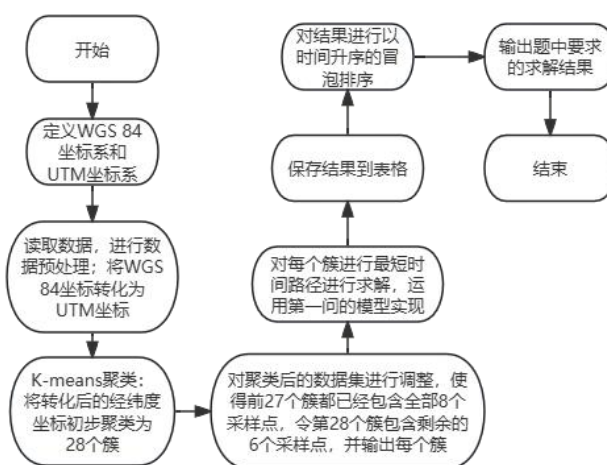 开始
定义WGS 84
坐标系和
UTM坐标系
读取数据，进行数
据预处理；将WGS
84坐标转化为
UTM坐标
K-means聚类：
将转化后的经纬度
坐标初步聚类为
28个簇
对聚类后的数据集进行调整，使
得前27个簇都已经包含全部8个
采样点，令第28个簇包含剩余的
6个采样点，并输出每个簇
对每个簇进行最短时
间路径进行求解，运
用第一问的模型实现
保存结果到表格
对结果进行以
时间升序的冒
泡排序
输出题中要求
的求解结果
结束